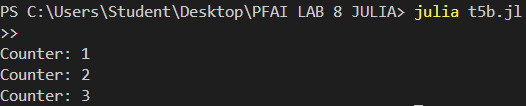 PS C:\Users\Student\Desktop\PFAI LAB 8 JULIA> julia t5b.jl
>>
Counter: 1
Counter: 2
Counter: 3